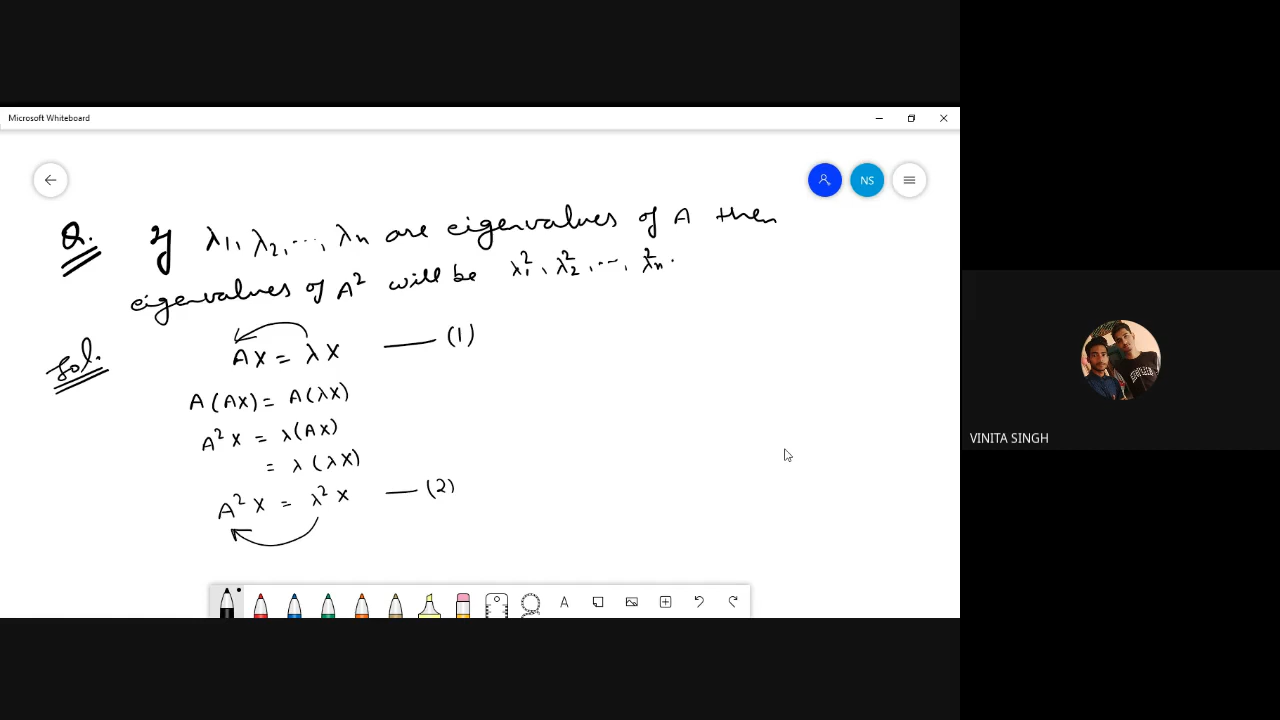 Microsoft Whiteboard
NS
Q. If λ1, λ2, ..., λn are eigenvalues of A then
eigenvalues of A² will be λ1², λ2², ..., λn².
Sol. AX = λX —— (1)
A(AX) = A(λX)
A²X = λ(AX)
= λ(λX)
A²X = λ²X —— (2)
A
VINITA SINGH